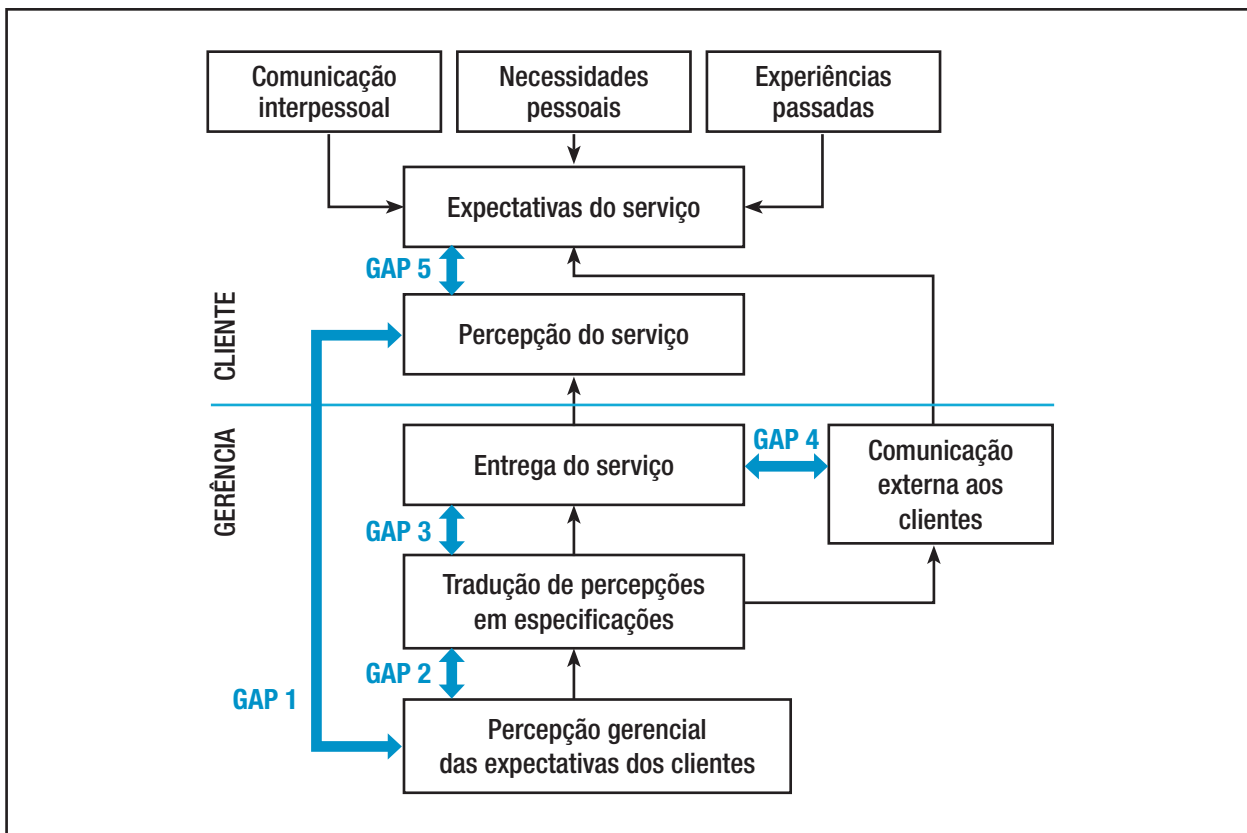 Comunicação
interpessoal
Necessidades
pessoais
Experiências
passadas
Expectativas do serviço
GAP 5
Percepção do serviço
CLIENTE
GERÊNCIA
Entrega do serviço
GAP 4
Comunicação
externa aos
clientes
GAP 3
Tradução de percepções
em especificações
GAP 2
GAP 1
Percepção gerencial
das expectativas dos clientes